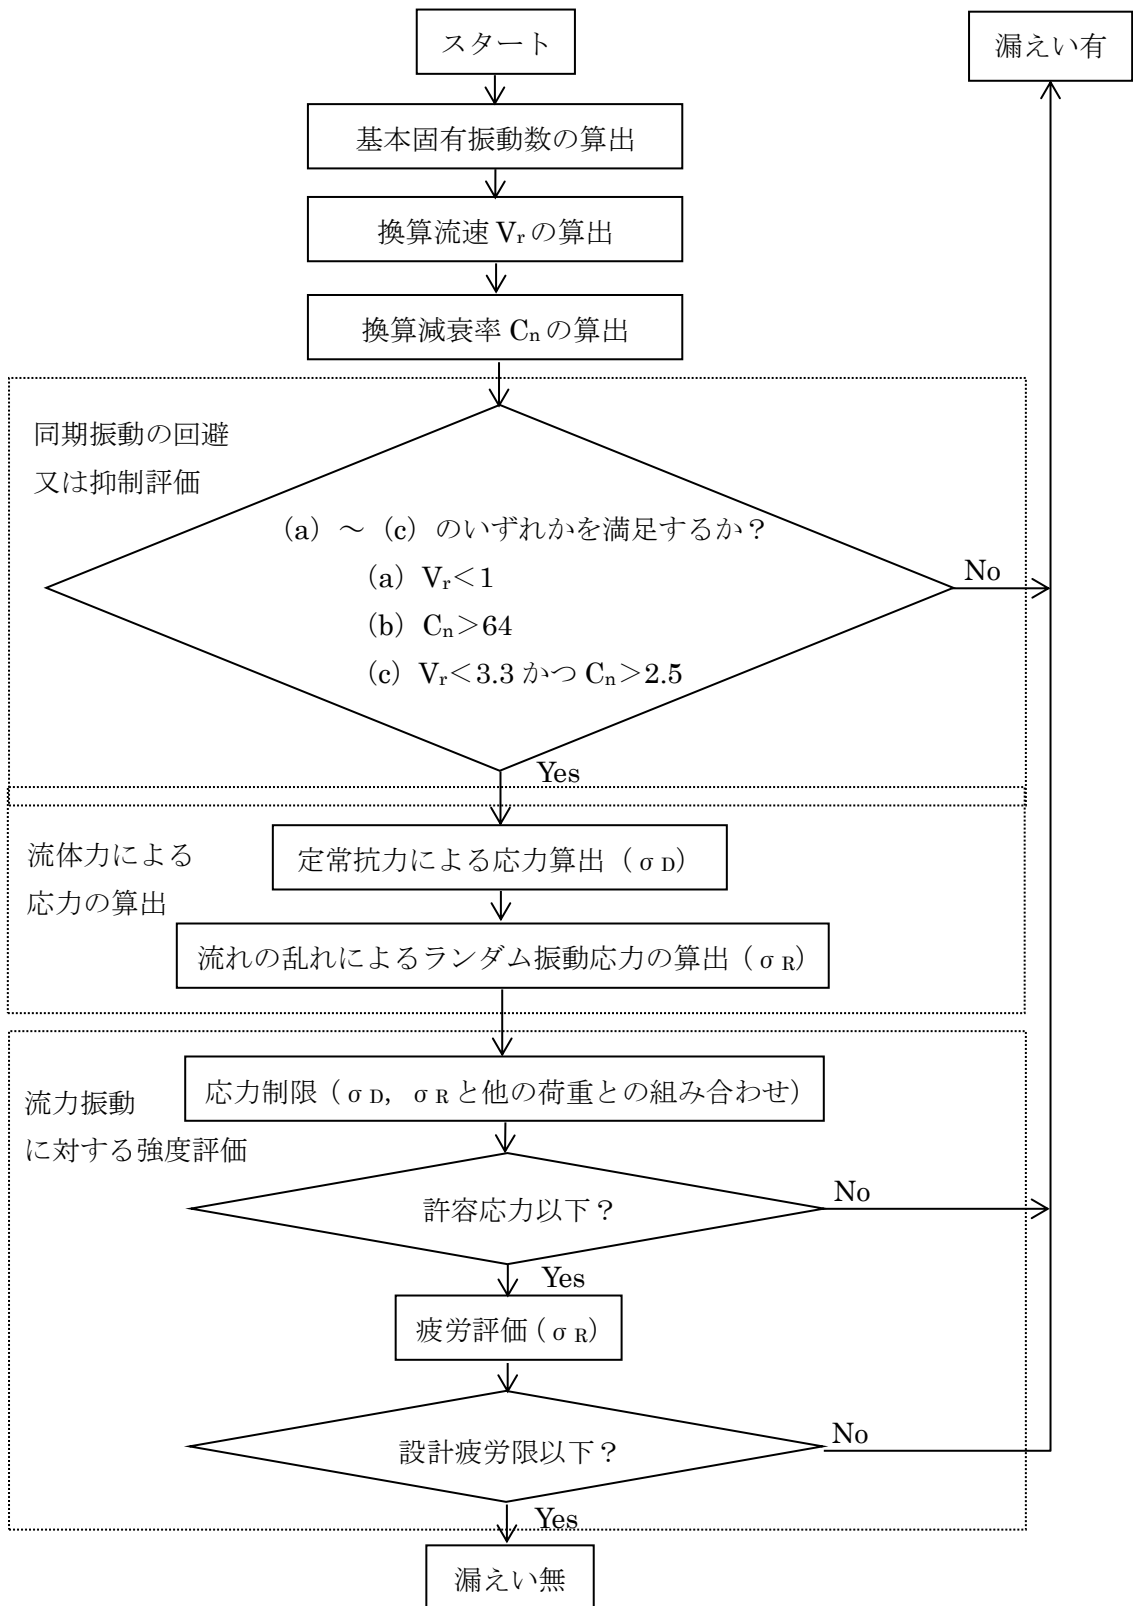 スタート
漏えい有
基本固有振動数の算出
換算流速 Vrの算出
換算減衰率 Cnの算出
同期振動の回避
又は抑制評価
（a）～（c）のいずれかを満足するか？
（a）Vr＜1
（b）Cn＞64
（c）Vr＜3.3 かつ Cn＞2.5
No
Yes
流体力による
応力の算出
定常抗力による応力算出（σD）
流れの乱れによるランダム振動応力の算出（σR）
流力振動
に対する強度評価
応力制限（σD，σRと他の荷重との組み合わせ）
許容応力以下？
No
Yes
疲労評価（σR）
設計疲労限以下？
No
Yes
漏えい無